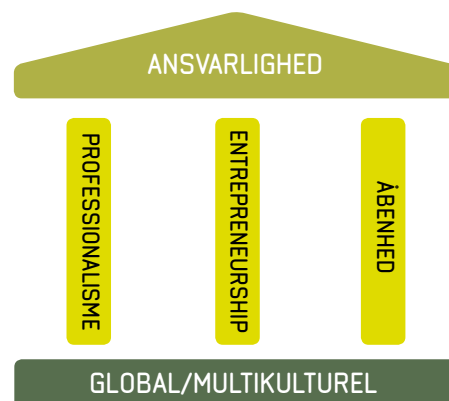 ANSVARLIGHED
PROFESSIONALISME
ENTREPRENEURSHIP
ÅBENHED
GLOBAL/MULTIKULTUREL